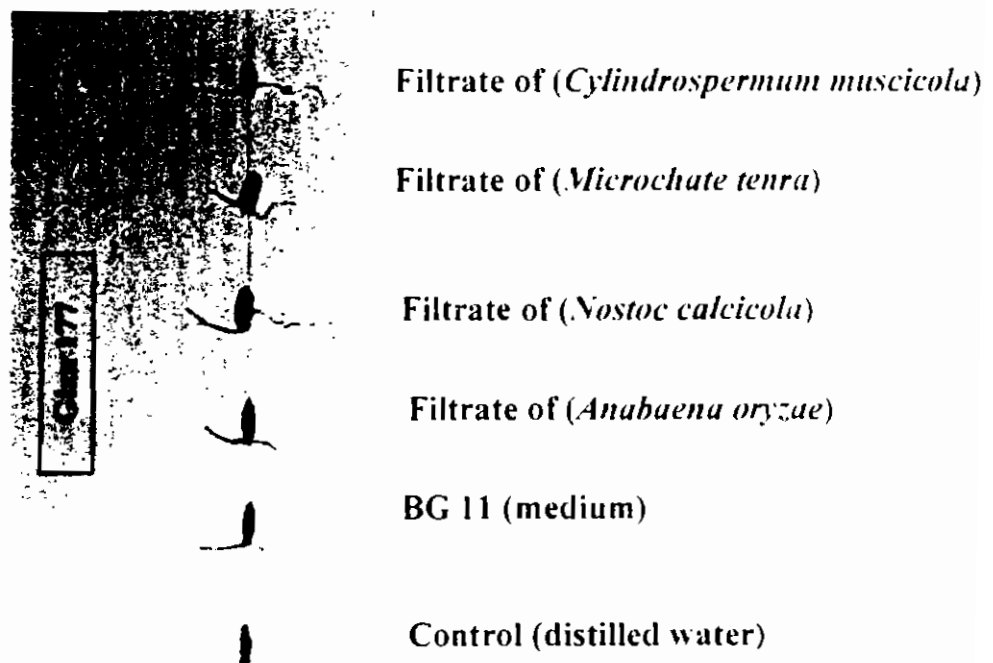 Filtrate of (Cylindrospermum muscicola)
Filtrate of (Microchate tenra)
Filtrate of (Nostoc calcicola)
177
Filtrate of (Anabaena oryzae)
BG 11 (medium)
Control (distilled water)